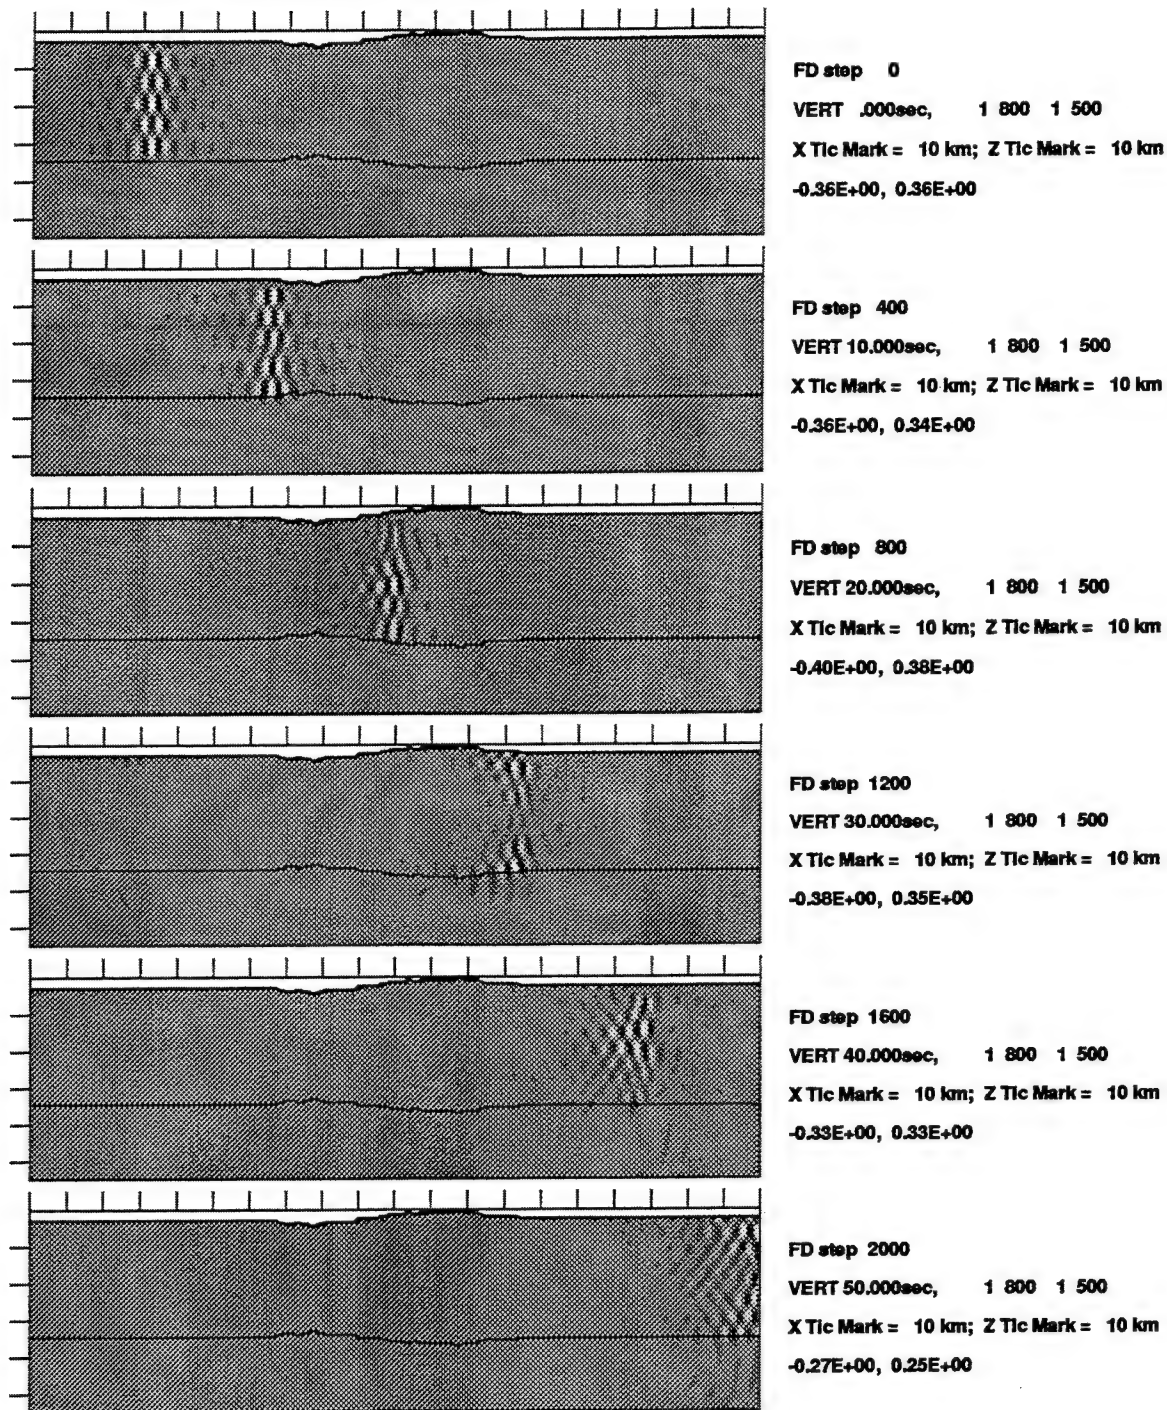 FD step 0
VERT .000sec, 1 800 1 500
X Tic Mark = 10 km; Z Tic Mark = 10 km
-0.36E+00, 0.36E+00
FD step 400
VERT 10.000sec, 1 800 1 500
X Tic Mark = 10 km; Z Tic Mark = 10 km
-0.36E+00, 0.34E+00
FD step 800
VERT 20.000sec, 1 800 1 500
X Tic Mark = 10 km; Z Tic Mark = 10 km
-0.40E+00, 0.38E+00
FD step 1200
VERT 30.000sec, 1 800 1 500
X Tic Mark = 10 km; Z Tic Mark = 10 km
-0.38E+00, 0.35E+00
FD step 1600
VERT 40.000sec, 1 800 1 500
X Tic Mark = 10 km; Z Tic Mark = 10 km
-0.33E+00, 0.33E+00
FD step 2000
VERT 50.000sec, 1 800 1 500
X Tic Mark = 10 km; Z Tic Mark = 10 km
-0.27E+00, 0.25E+00